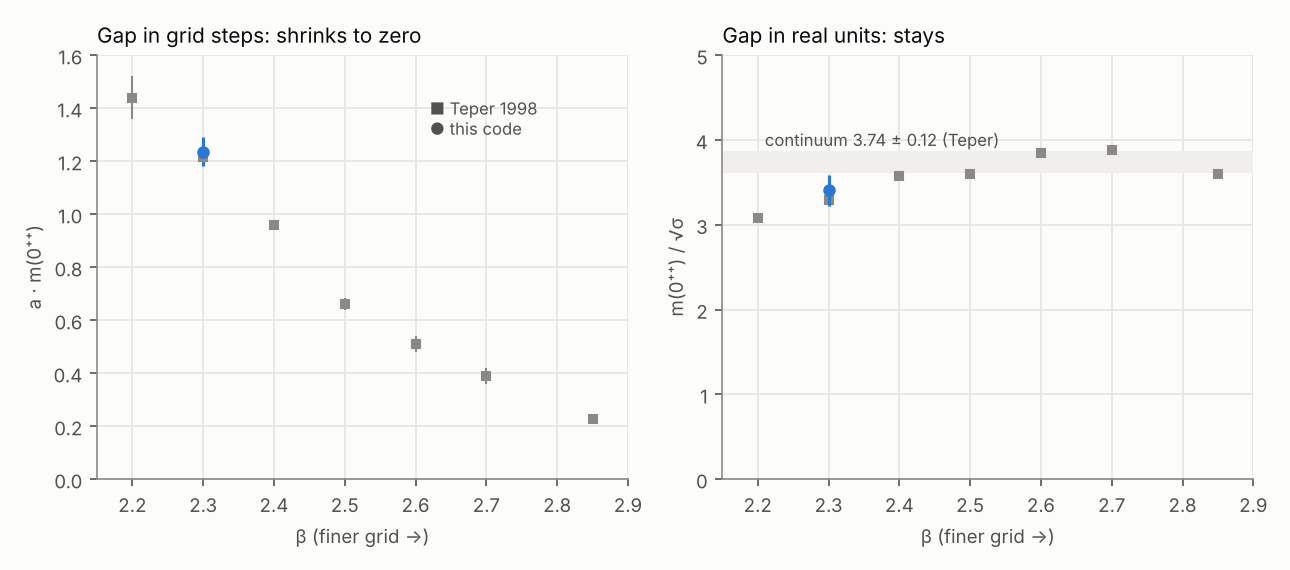 Gap in grid steps: shrinks to zero
1.6
1.4
1.2
1.0
0.8
0.6
0.4
0.2
0.0
a · m(0⁺⁺)
Teper 1998
this code
2.2 2.3 2.4 2.5 2.6 2.7 2.8 2.9
β (finer grid →)
Gap in real units: stays
5
4
3
2
1
0
m(0⁺⁺) / √σ
continuum 3.74 ± 0.12 (Teper)
2.2 2.3 2.4 2.5 2.6 2.7 2.8 2.9
β (finer grid →)